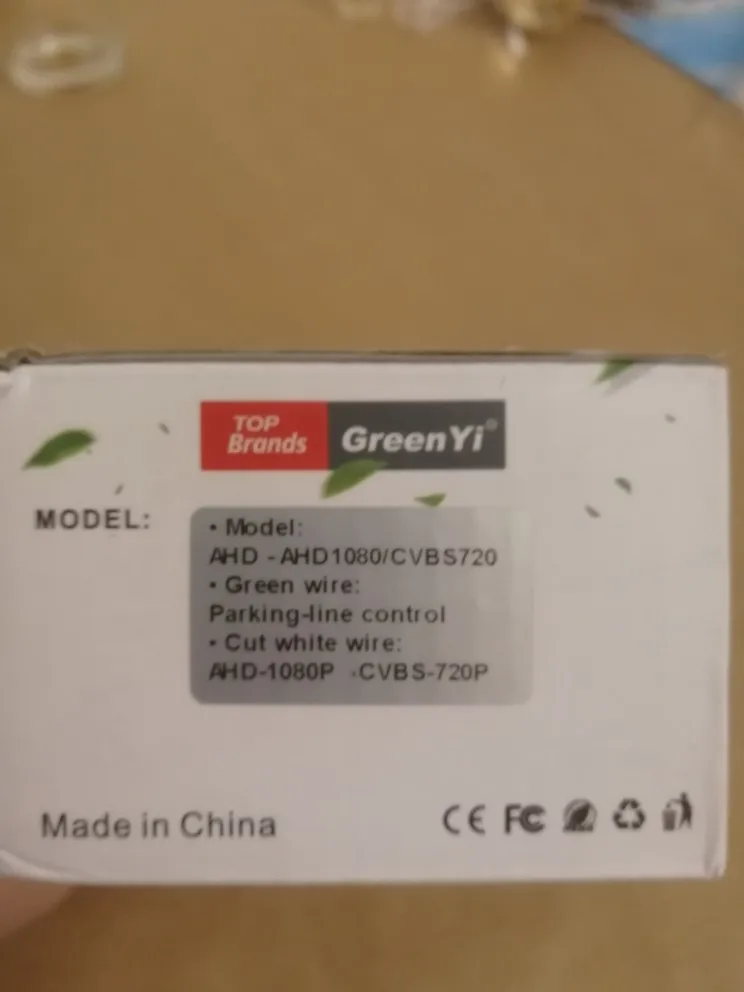 TOP
Brands
GreenYi®
MODEL:
• Model:
AHD - AHD1080/CVBS720
• Green wire:
Parking-line control
• Cut white wire:
AHD-1080P ·CVBS-720P
Made in China
CE FC